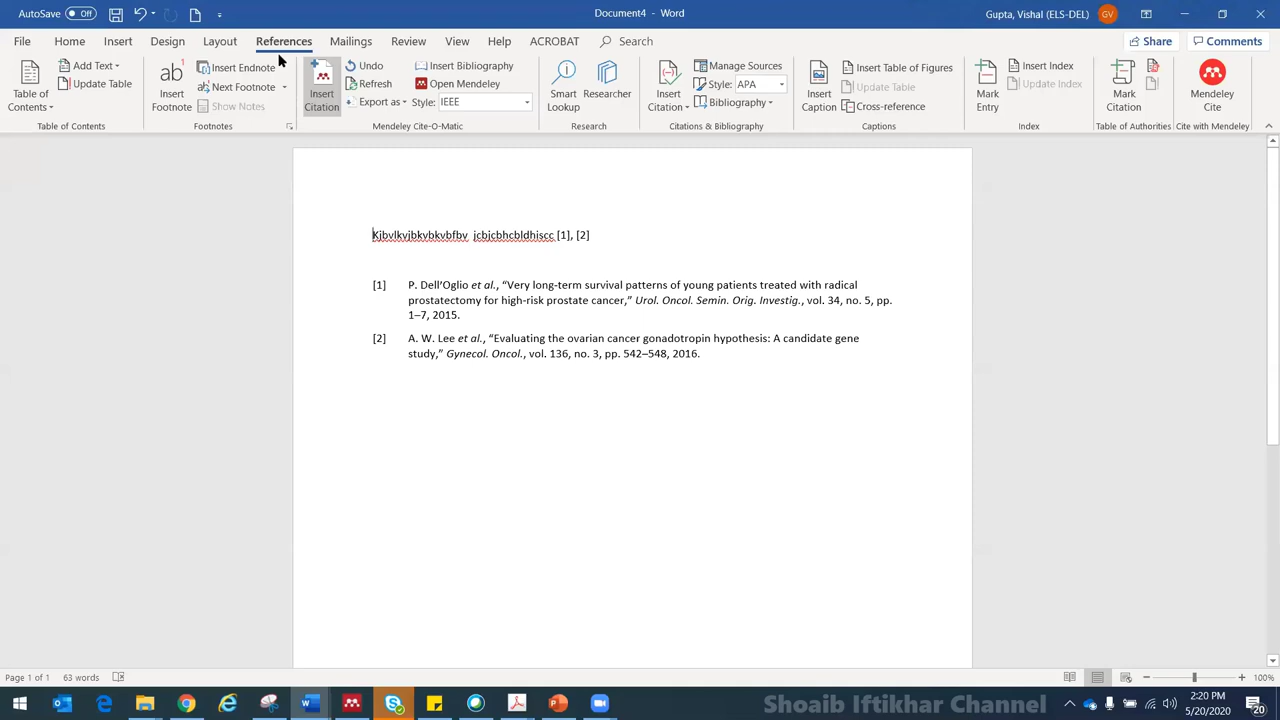 AutoSave Off Document4 - Word Gupta, Vishal (ELS-DEL) GV
File Home Insert Design Layout References Mailings Review View Help ACROBAT Search Share Comments
Table of Contents
Add Text
Update Table
Table of Contents
ab
Insert Footnote
Insert Endnote
Next Footnote
Show Notes
Footnotes
Insert Citation
Undo
Refresh
Export as
Insert Bibliography
Open Mendeley
Style: IEEE
Mendeley Cite-O-Matic
Smart Lookup
Researcher
Research
Insert Citation
Manage Sources
Style: APA
Bibliography
Citations & Bibliography
Insert Caption
Insert Table of Figures
Update Table
Cross-reference
Captions
Mark Entry
Insert Index
Update Index
Index
Mark Citation
Table of Authorities
Mendeley Cite
Cite with Mendeley
Kjbvlkvjbkvbkvbfbv jcbjcbhcbldhiscc [1], [2]
[1] P. Dell’Oglio et al., “Very long-term survival patterns of young patients treated with radical
prostatectomy for high-risk prostate cancer,” Urol. Oncol. Semin. Orig. Investig., vol. 34, no. 5, pp.
1–7, 2015.
[2] A. W. Lee et al., “Evaluating the ovarian cancer gonadotropin hypothesis: A candidate gene
study,” Gynecol. Oncol., vol. 136, no. 3, pp. 542–548, 2016.
Page 1 of 1 63 words 100%
Shoaib Iftikhar Channel
2:20 PM
5/20/2020
20